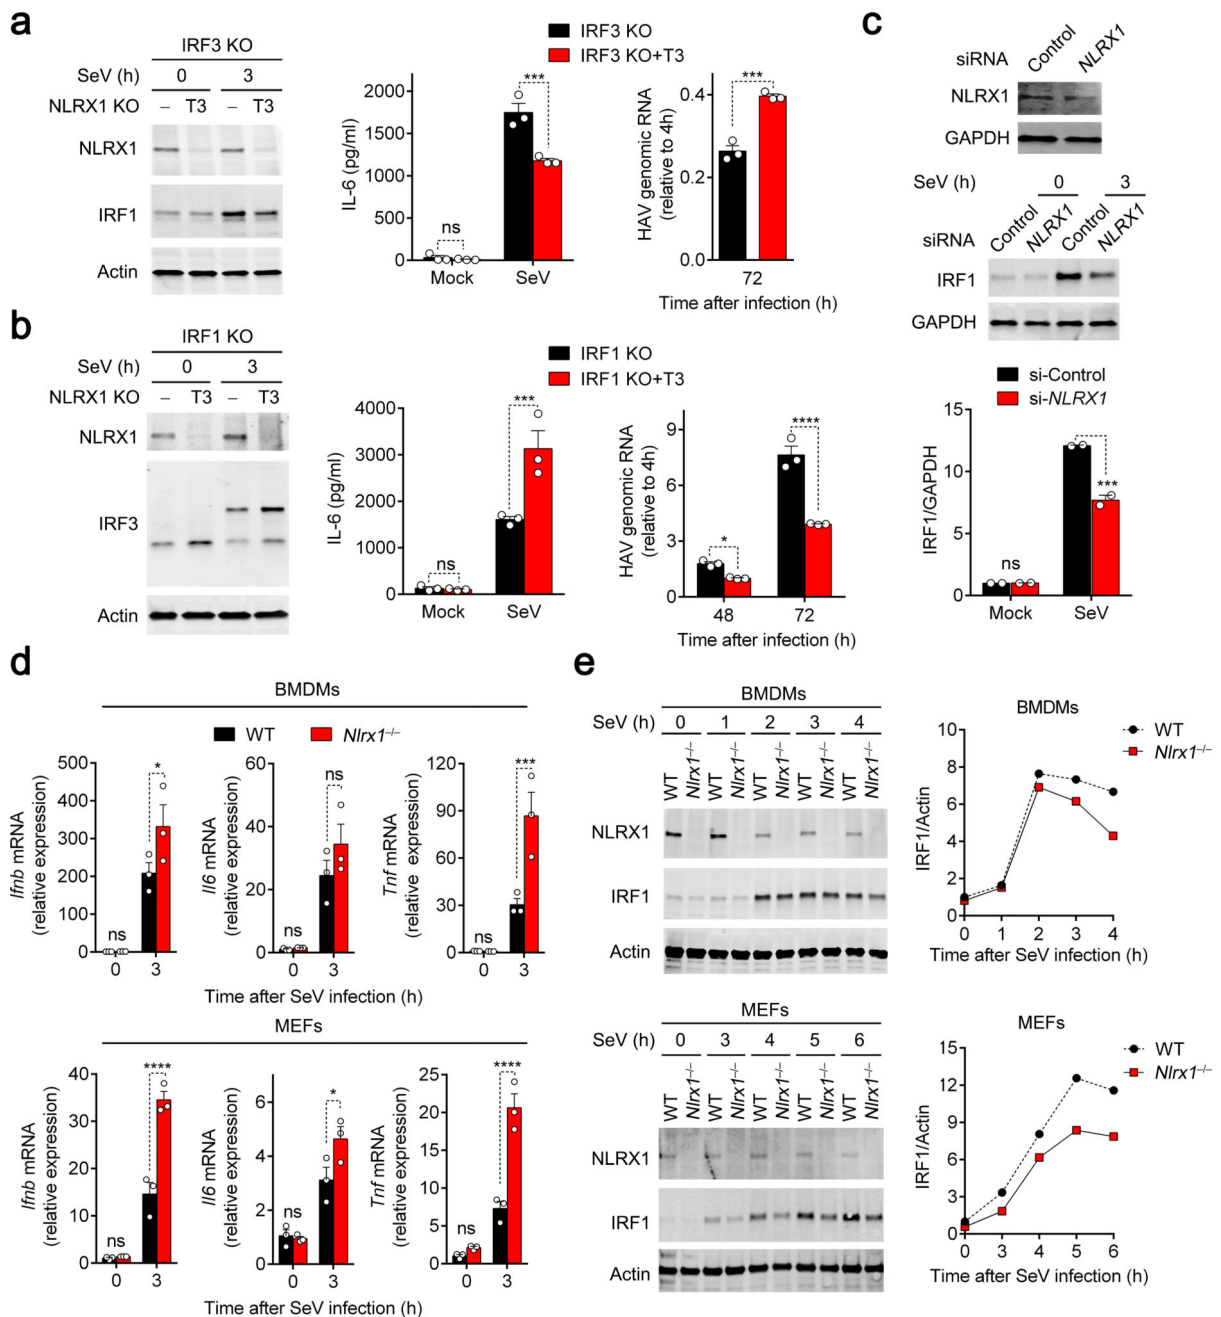 a
IRF3 KO
SeV (h) 0 3
NLRX1 KO – T3 – T3
NLRX1
IRF1
Actin
IRF3 KO
IRF3 KO+T3
IL-6 (pg/ml)
2000
1500
1000
500
0
ns
***
Mock SeV
HAV genomic RNA
(relative to 4h)
0.4
0.2
0.0
***
72
Time after infection (h)
b
IRF1 KO
SeV (h) 0 3
NLRX1 KO – T3 – T3
NLRX1
IRF3
Actin
IRF1 KO
IRF1 KO+T3
IL-6 (pg/ml)
4000
3000
2000
1000
0
ns
***
Mock SeV
HAV genomic RNA
(relative to 4h)
9
6
3
0
*
****
48 72
Time after infection (h)
c
siRNA Control NLRX1
NLRX1
GAPDH
SeV (h) 0 3
siRNA Control NLRX1 Control NLRX1
IRF1
GAPDH
si-Control
si-NLRX1
IRF1/GAPDH
15
10
5
0
ns
***
Mock SeV
d
BMDMs
WT Nlrx1–/–
Ifnb mRNA
(relative expression)
500
400
300
200
100
0
ns
*
0 3
Il6 mRNA
(relative expression)
60
40
20
0
ns
ns
0 3
Tnf mRNA
(relative expression)
120
90
60
30
0
ns
***
0 3
Time after SeV infection (h)
MEFs
Ifnb mRNA
(relative expression)
40
30
20
10
0
ns
****
0 3
Il6 mRNA
(relative expression)
6
4
2
0
ns
*
0 3
Tnf mRNA
(relative expression)
25
20
15
10
5
0
ns
****
0 3
Time after SeV infection (h)
e
BMDMs
SeV (h) 0 1 2 3 4
WT Nlrx1–/– WT Nlrx1–/– WT Nlrx1–/– WT Nlrx1–/– WT Nlrx1–/–
NLRX1
IRF1
Actin
BMDMs
WT
Nlrx1–/–
IRF1/Actin
10
8
6
4
2
0
0 1 2 3 4
Time after SeV infection (h)
MEFs
SeV (h) 0 3 4 5 6
WT Nlrx1–/– WT Nlrx1–/– WT Nlrx1–/– WT Nlrx1–/– WT Nlrx1–/–
NLRX1
IRF1
Actin
MEFs
WT
Nlrx1–/–
IRF1/Actin
15
12
9
6
3
0
0 3 4 5 6
Time after SeV infection (h)